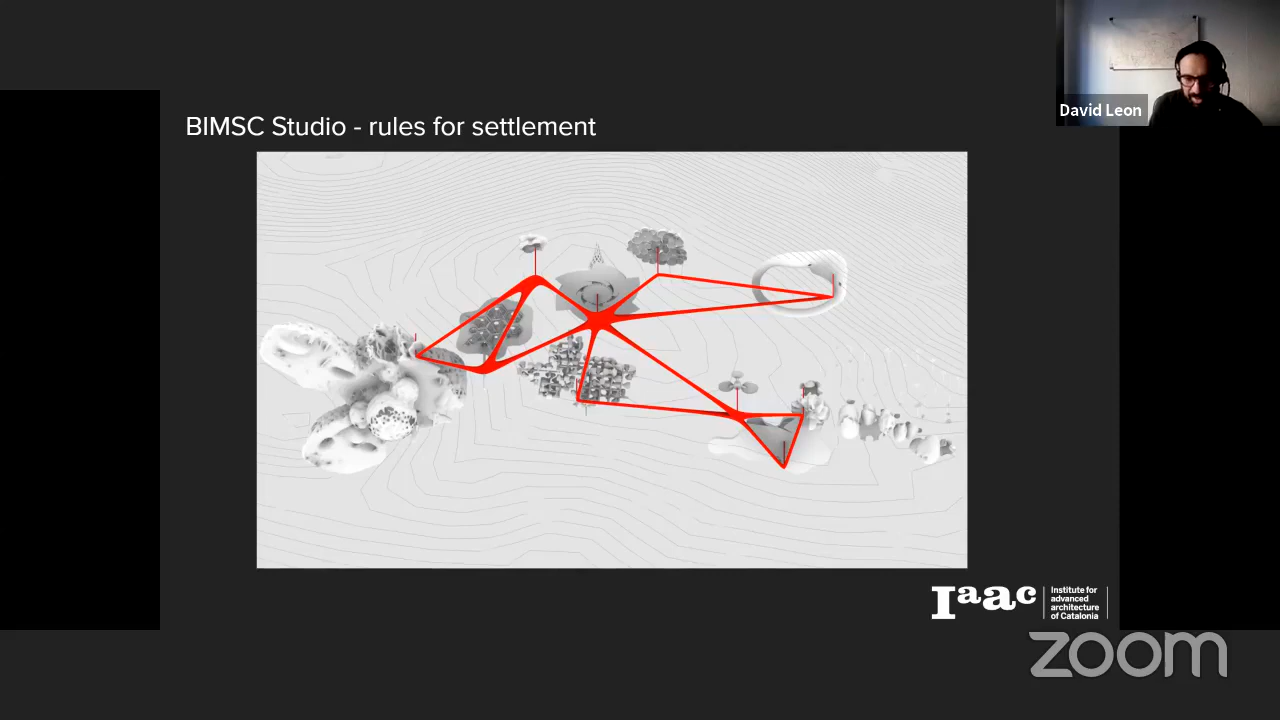 David Leon
BIMSC Studio - rules for settlement
Iaac
Institute for
advanced
architecture
of Catalonia
zoom